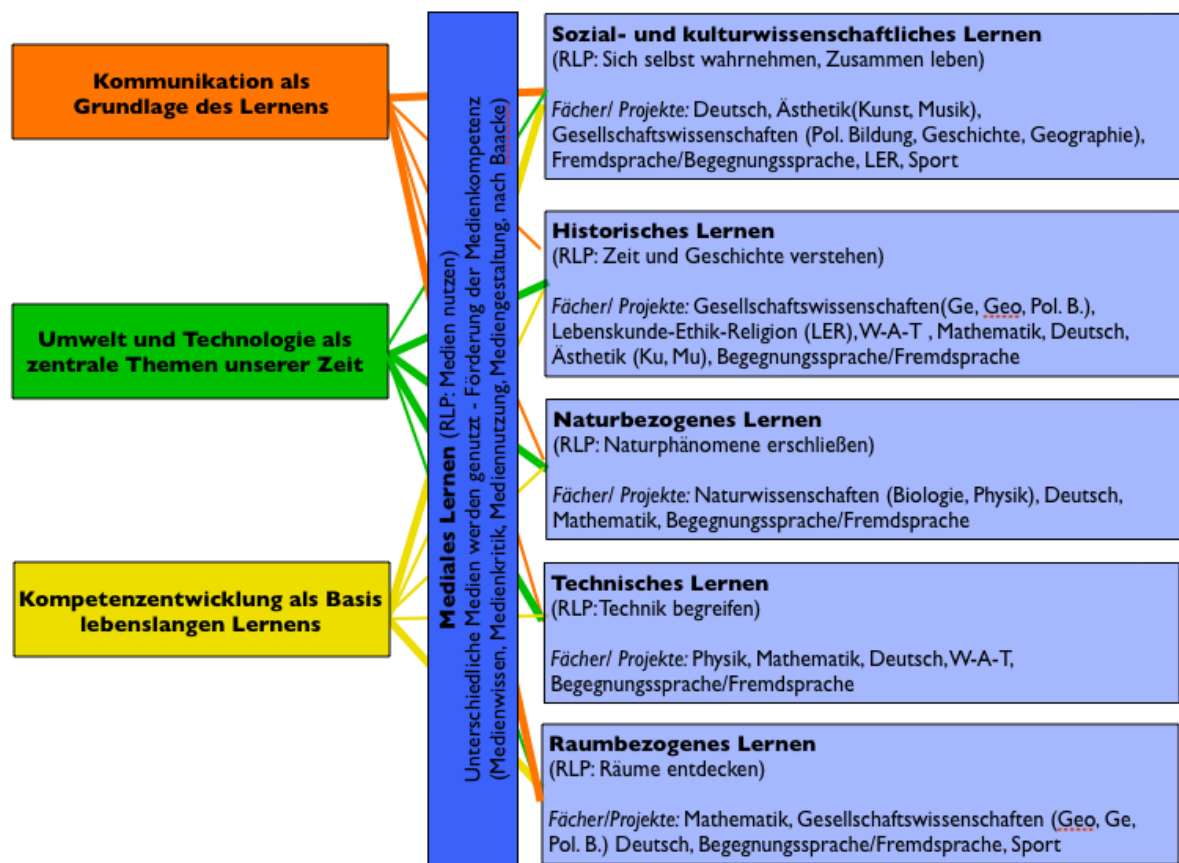 Kommunikation als
Grundlage des Lernens
Umwelt und Technologie als
zentrale Themen unserer Zeit
Kompetenzentwicklung als Basis
lebenslangen Lernens
Mediales Lernen (RLP: Medien nutzen)
Unterschiedliche Medien werden genutzt - Förderung der Medienkompetenz
(Medienwissen, Medienkritik, Mediennutzung, Mediengestaltung, nach Baacke)
Sozial- und kulturwissenschaftliches Lernen
(RLP: Sich selbst wahrnehmen, Zusammen leben)
Fächer/ Projekte: Deutsch, Ästhetik(Kunst, Musik),
Gesellschaftswissenschaften (Pol. Bildung, Geschichte, Geographie),
Fremdsprache/Begegnungssprache, LER, Sport
Historisches Lernen
(RLP: Zeit und Geschichte verstehen)
Fächer/ Projekte: Gesellschaftswissenschaften(Ge, Geo, Pol. B.),
Lebenskunde-Ethik-Religion (LER), W-A-T , Mathematik, Deutsch,
Ästhetik (Ku, Mu), Begegnungssprache/Fremdsprache
Naturbezogenes Lernen
(RLP: Naturphänomene erschließen)
Fächer/ Projekte: Naturwissenschaften (Biologie, Physik), Deutsch,
Mathematik, Begegnungssprache/Fremdsprache
Technisches Lernen
(RLP: Technik begreifen)
Fächer/ Projekte: Physik, Mathematik, Deutsch, W-A-T,
Begegnungssprache/Fremdsprache
Raumbezogenes Lernen
(RLP: Räume entdecken)
Fächer/Projekte: Mathematik, Gesellschaftswissenschaften (Geo, Ge,
Pol. B.) Deutsch, Begegnungssprache/Fremdsprache, Sport